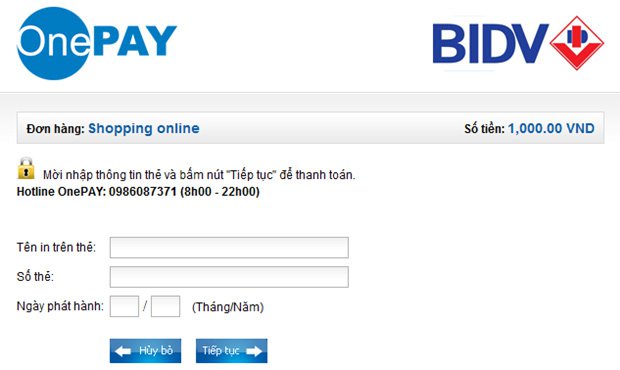 OnePAY
BIDV
Đơn hàng: Shopping online Số tiền: 1,000.00 VND
Mời nhập thông tin thẻ và bấm nút "Tiếp tục" để thanh toán.
Hotline OnePAY: 0986087371 (8h00 - 22h00)
Tên in trên thẻ:
Số thẻ:
Ngày phát hành: / (Tháng/Năm)
Hủy bỏ Tiếp tục